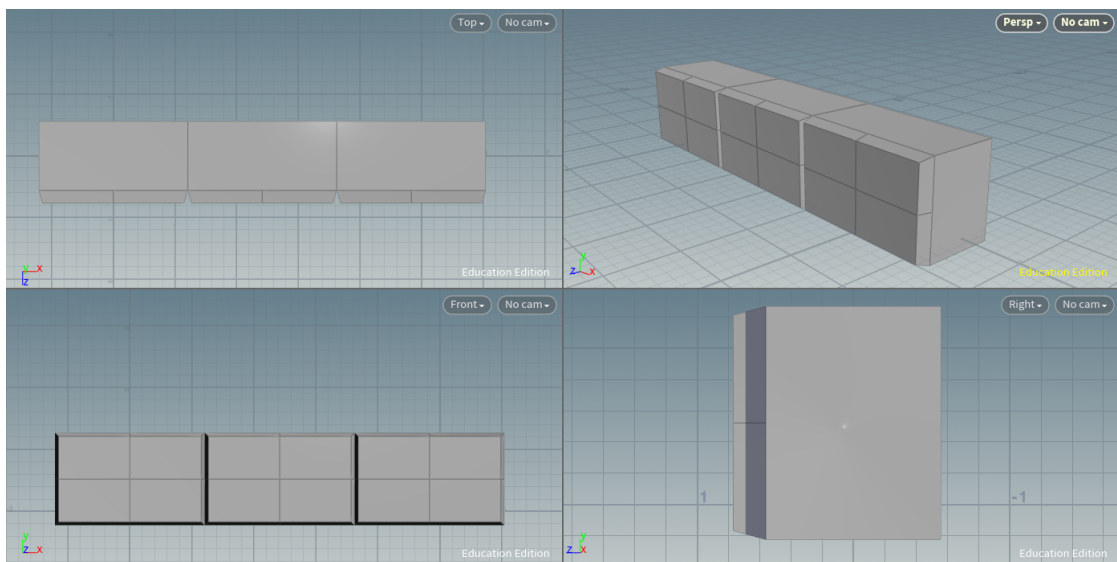 Top No cam
Persp No cam
z x
y
z x
Education Edition
Education Edition
Front No cam
Right No cam
1
-1
y
z x
y
z x
Education Edition
Education Edition